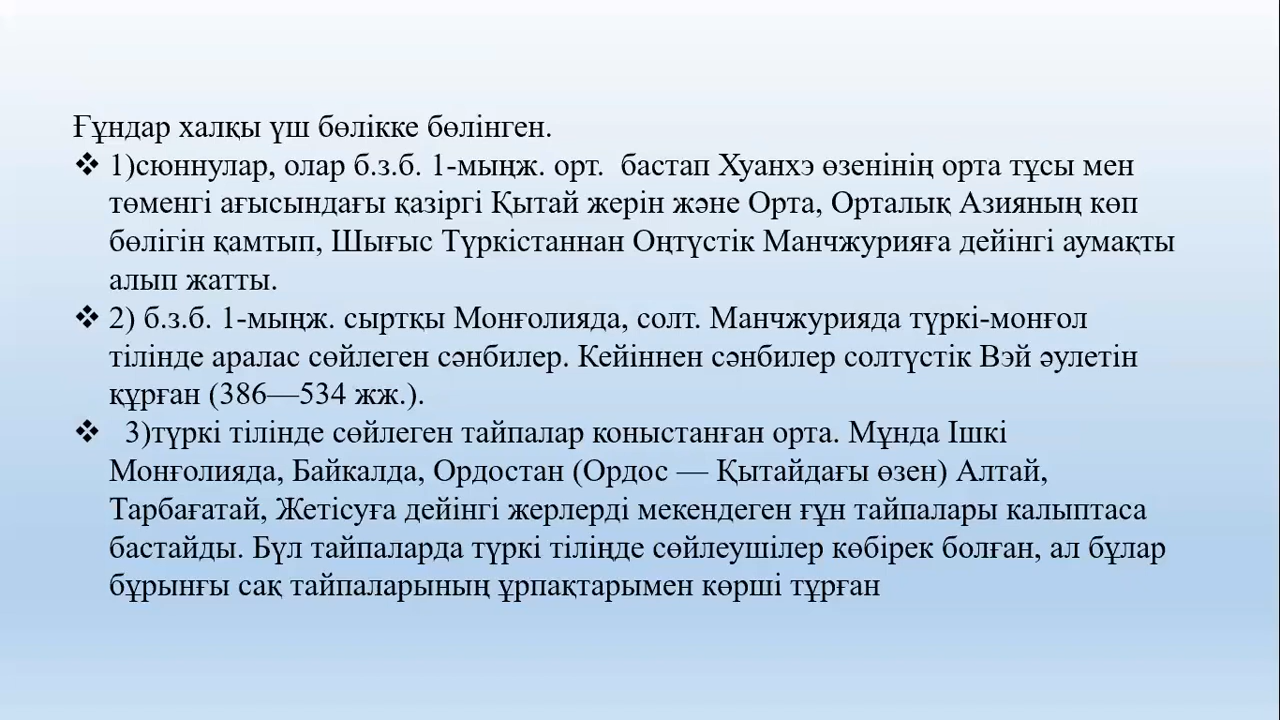 Ғұндар халқы үш бөлікке бөлінген.
❖ 1)сюннулар, олар б.з.б. 1-мыңж. орт.  бастап Хуанхэ өзенінің орта тұсы мен
төменгі ағысындағы қазіргі Қытай жерін және Орта, Орталық Азияның көп
бөлігін қамтып, Шығыс Түркістаннан Оңтүстік Манчжурияға дейінгі аумақты
алып жатты.
❖ 2) б.з.б. 1-мыңж. сыртқы Монғолияда, солт. Манчжурияда түркі-монғол
тілінде аралас сөйлеген сәнбилер. Кейіннен сәнбилер солтүстік Вэй әулетін
құрған (386—534 жж.).
❖ 3)түркі тілінде сөйлеген тайпалар коныстанған орта. Мұнда Ішкі
Монғолияда, Байкалда, Ордостан (Ордос — Қытайдағы өзен) Алтай,
Тарбағатай, Жетісуға дейінгі жерлерді мекендеген ғұн тайпалары калыптаса
бастайды. Бүл тайпаларда түркі тіліңде сөйлеушілер көбірек болған, ал бұлар
бұрынғы сақ тайпаларының ұрпақтарымен көрші тұрған